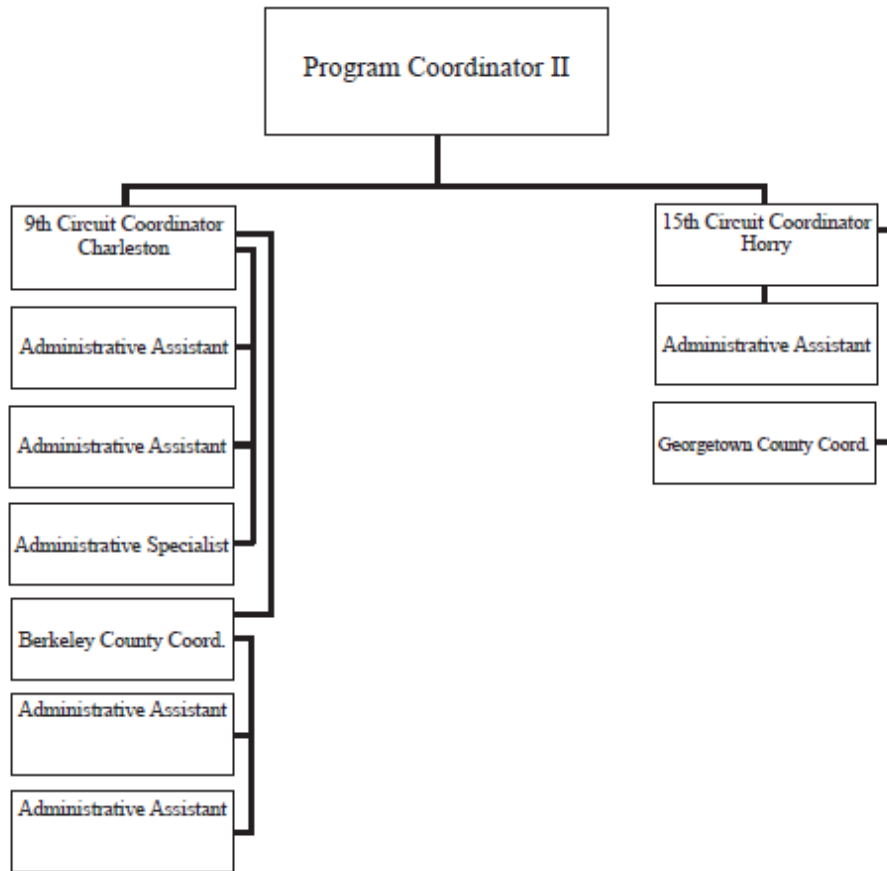 Program Coordinator II
9th Circuit Coordinator
Charleston
Administrative Assistant
Administrative Assistant
Administrative Specialist
Berkeley County Coord.
Administrative Assistant
Administrative Assistant
15th Circuit Coordinator
Horry
Administrative Assistant
Georgetown County Coord.